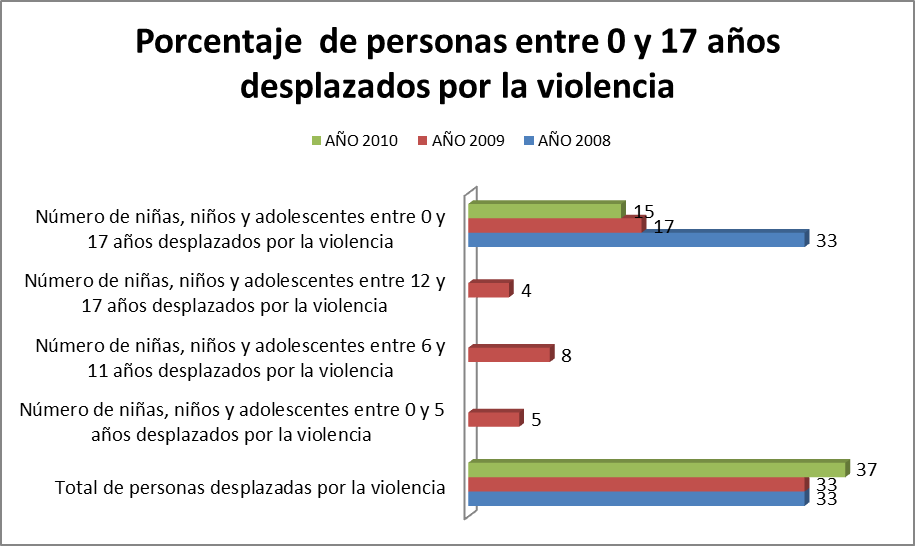 Porcentaje  de personas entre 0 y 17 años
desplazados por la violencia
AÑO 2010 AÑO 2009 AÑO 2008
Número de niñas, niños y adolescentes entre 0 y
17 años desplazados por la violencia
15
17
33
Número de niñas, niños y adolescentes entre 12 y
17 años desplazados por la violencia
4
Número de niñas, niños y adolescentes entre 6 y
11 años desplazados por la violencia
8
Número de niñas, niños y adolescentes entre 0 y 5
años desplazados por la violencia
5
Total de personas desplazadas por la violencia
37
33
33